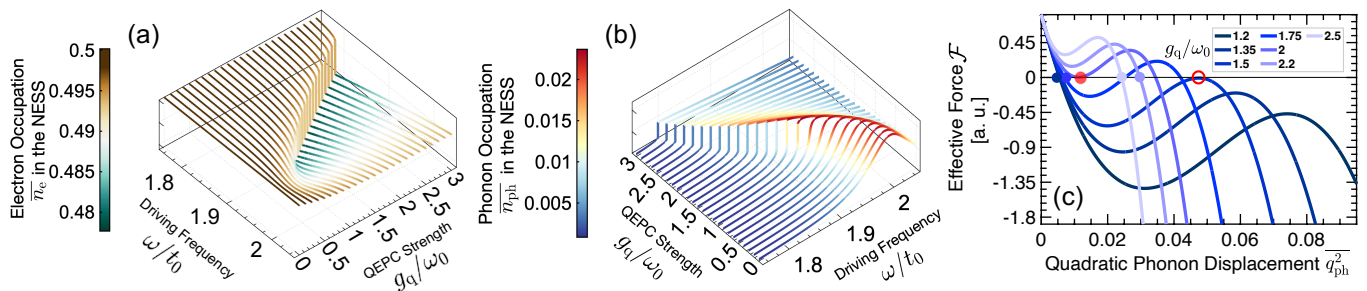 (a)
Electron Occupation
n̅e in the NESS
0.5
0.495
0.49
0.485
0.48
1.8
1.9
2
Driving Frequency
ω/t0
0
0.5
1
1.5
2
2.5
3
QEPC Strength
gq/ω0
(b)
Phonon Occupation
n̅ph in the NESS
0.02
0.015
0.01
0.005
3
2.5
2
1.5
1
0.5
0
QEPC Strength
gq/ω0
1.8
1.9
2
Driving Frequency
ω/t0
(c)
Effective Force ℱ
[a. u.]
0.45
0
-0.45
-0.9
-1.35
-1.8
gq/ω0
1.2 1.75 2.5
1.35 2
1.5 2.2
0 0.02 0.04 0.06 0.08
Quadratic Phonon Displacement q²ph